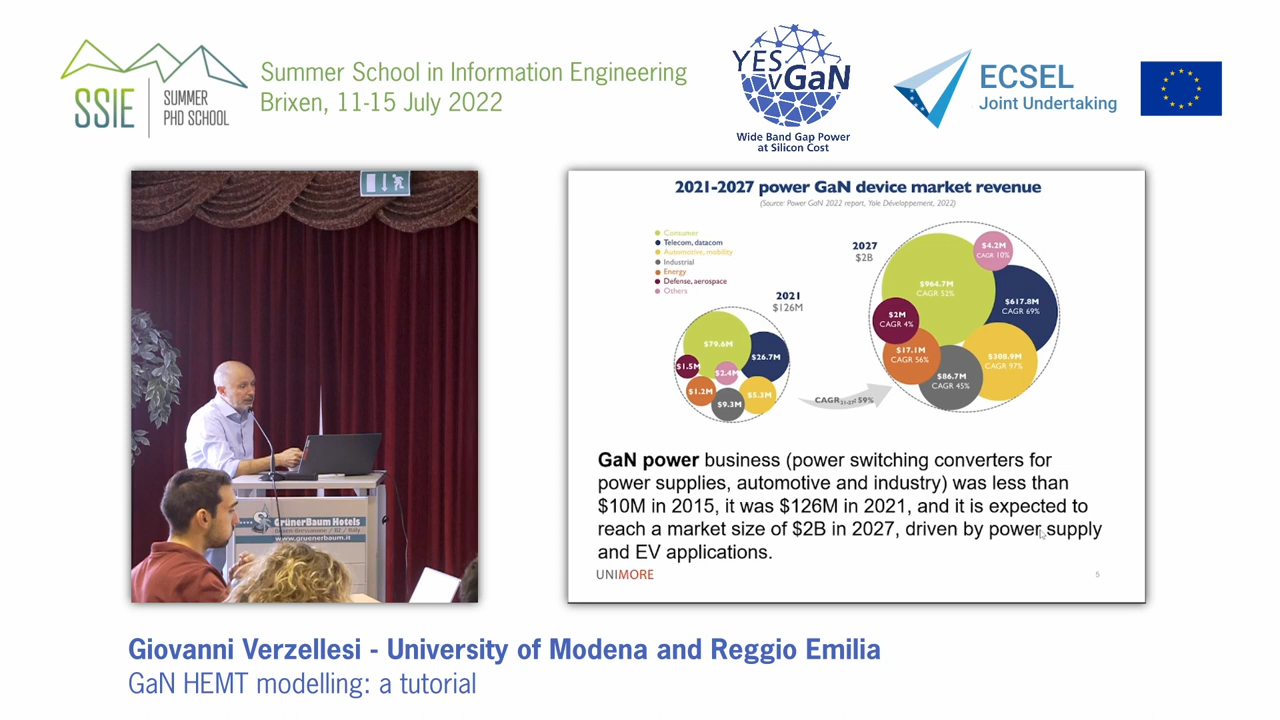 SSIE
SUMMER
PHD SCHOOL
Summer School in Information Engineering
Brixen, 11-15 July 2022
YES
vGaN
Wide Band Gap Power
at Silicon Cost
ECSEL
Joint Undertaking
GrünerBaum Hotels
www.gruenerbaum.it
2021-2027 power GaN device market revenue
(Source: Power GaN 2022 report, Yole Développement, 2022)
Consumer
Telecom, datacom
Automotive, mobility
Industrial
Energy
Defense, aerospace
Others
2021
$126M
$79.6M
$26.7M
$1.5M
$2.4M
$1.2M
$9.3M
$5.3M
CAGR21-27: 59%
2027
$2B
$4.2M
CAGR 10%
$964.7M
CAGR 52%
$617.8M
CAGR 69%
$2M
CAGR 4%
$17.1M
CAGR 56%
$308.9M
CAGR 97%
$86.7M
CAGR 45%
GaN power business (power switching converters for
power supplies, automotive and industry) was less than
$10M in 2015, it was $126M in 2021, and it is expected to
reach a market size of $2B in 2027, driven by power supply
and EV applications.
UNIMORE
5
Giovanni Verzellesi - University of Modena and Reggio Emilia
GaN HEMT modelling: a tutorial